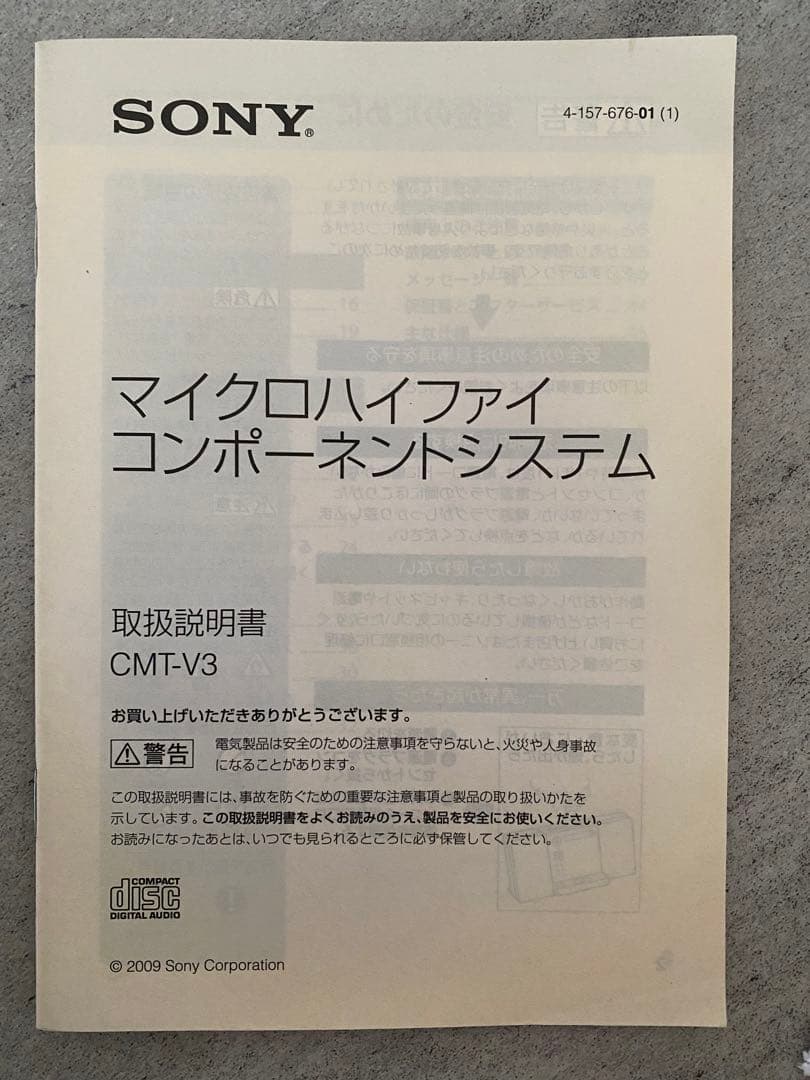 SONY®
4-157-676-01 (1)
マイクロハイファイ
コンポーネントシステム
取扱説明書
CMT-V3
お買い上げいただきありがとうございます。
警告
電気製品は安全のための注意事項を守らないと、火災や人身事故
になることがあります。
この取扱説明書には、事故を防ぐための重要な注意事項と製品の取り扱いかたを
示しています。この取扱説明書をよくお読みのうえ、製品を安全にお使いください。
お読みになったあとは、いつでも見られるところに必ず保管してください。
COMPACT
disc
DIGITAL AUDIO
© 2009 Sony Corporation